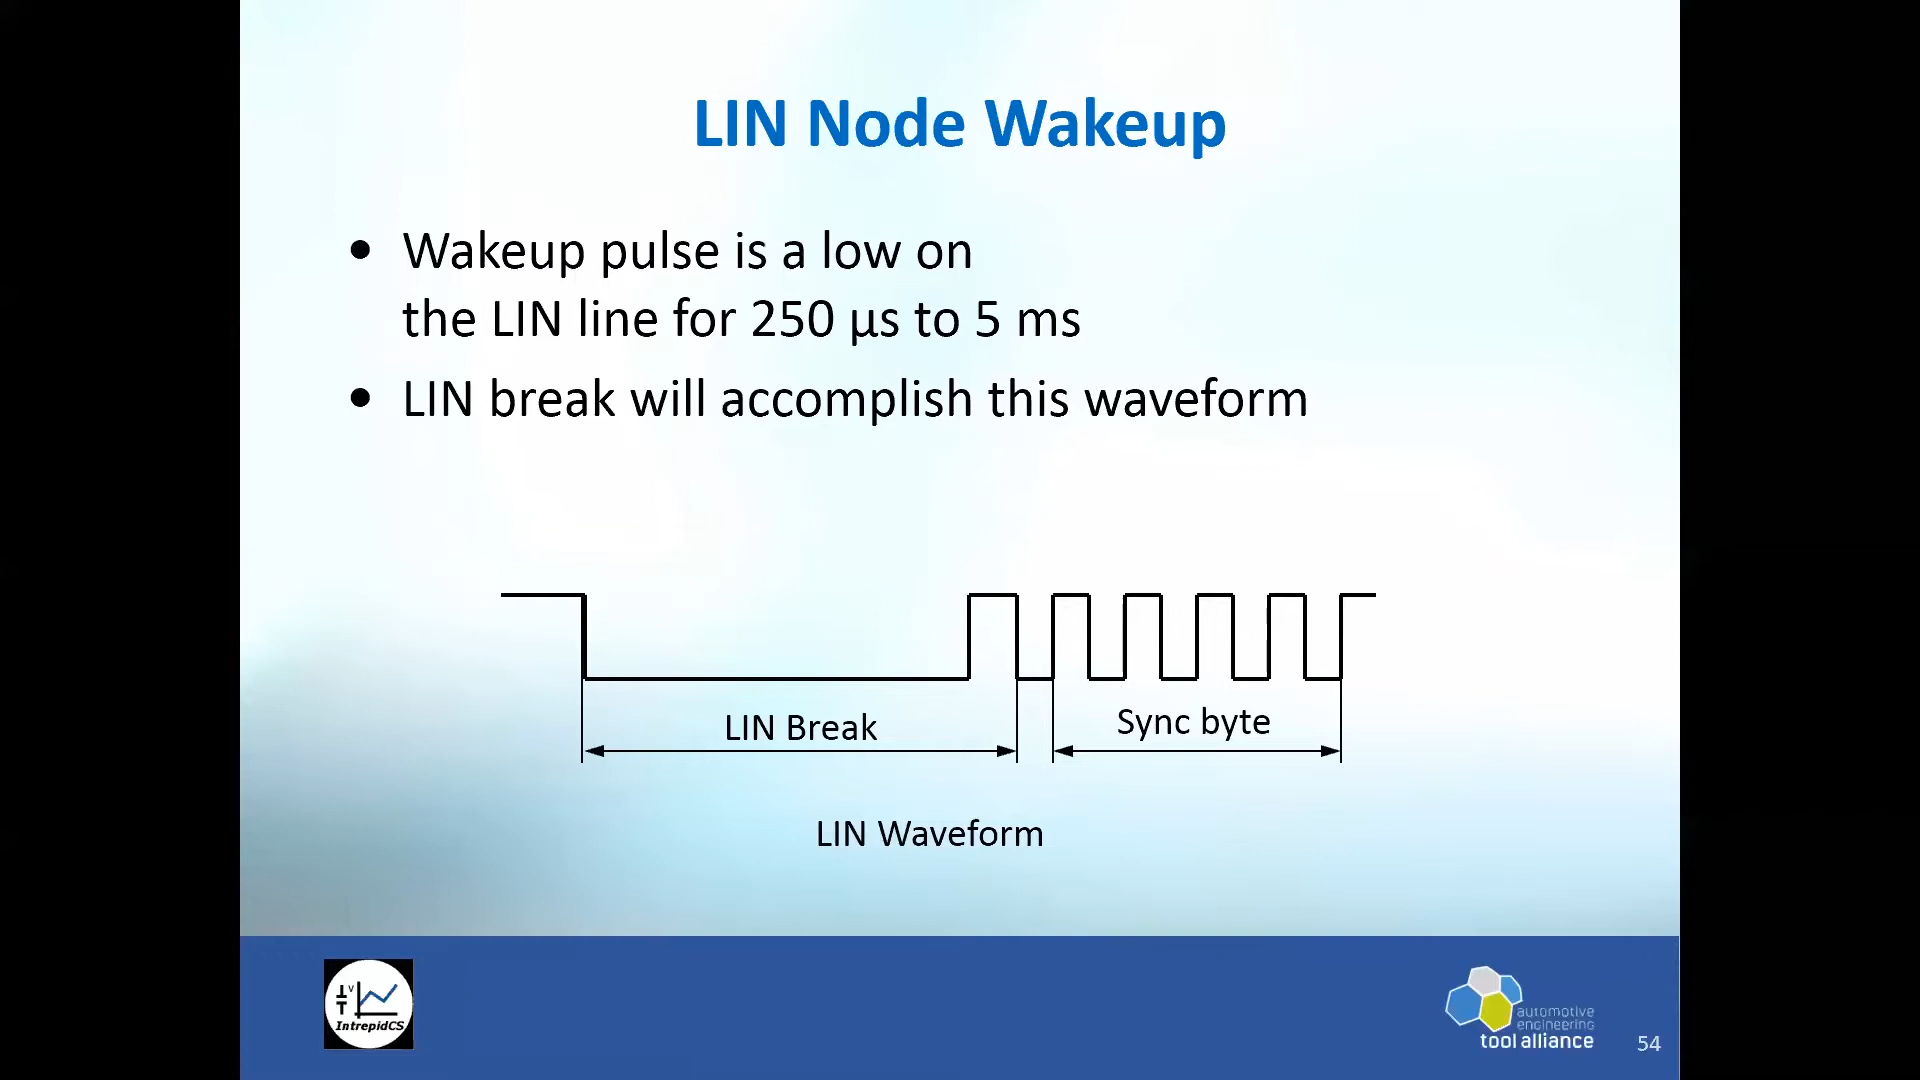 LIN Node Wakeup
• Wakeup pulse is a low on
the LIN line for 250 µs to 5 ms
• LIN break will accomplish this waveform
LIN Break
Sync byte
LIN Waveform
V
IntrepidCS
automotive
engineering
tool alliance
54